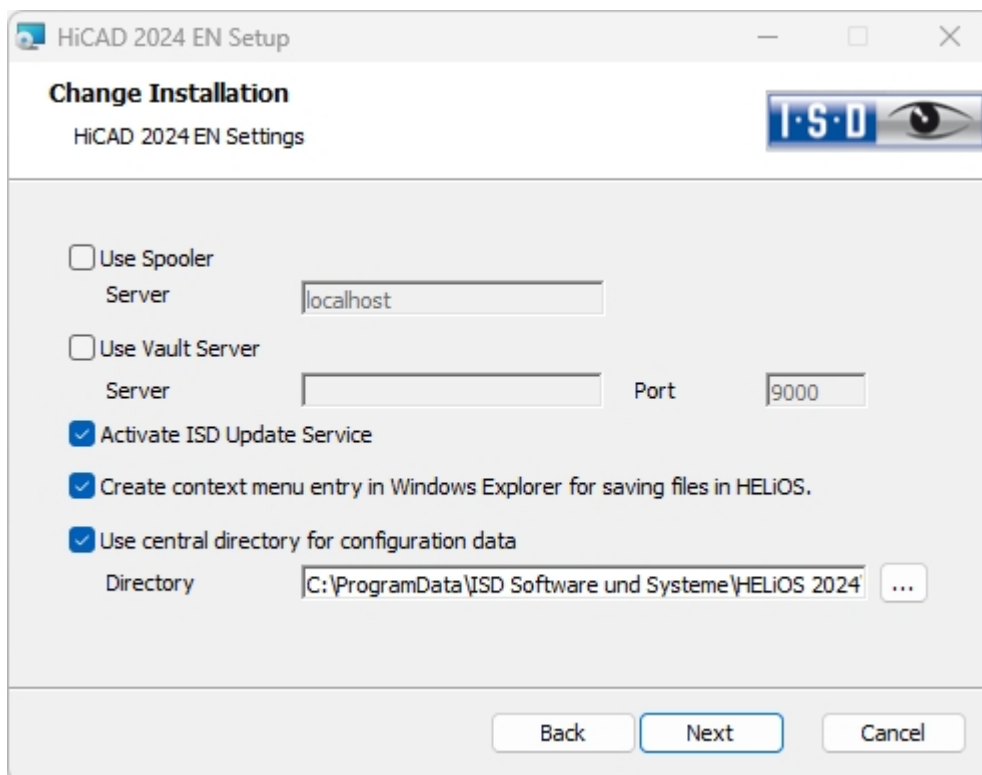 HiCAD 2024 EN Setup
Change Installation
HiCAD 2024 EN Settings
I·S·D
Use Spooler
Server localhost
Use Vault Server
Server Port 9000
Activate ISD Update Service
Create context menu entry in Windows Explorer for saving files in HELiOS.
Use central directory for configuration data
Directory C:\ProgramData\ISD Software und Systeme\HELiOS 2024 ...
Back Next Cancel